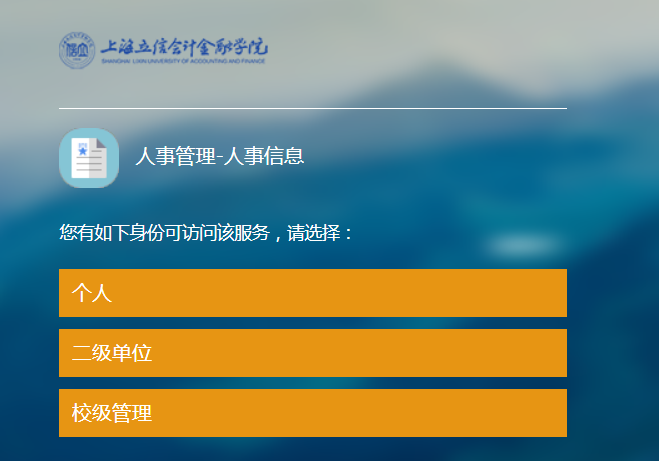 上海立信会计金融学院
SHANGHAI LIXIN UNIVERSITY OF ACCOUNTING AND FINANCE
人事管理-人事信息
您有如下身份可访问该服务，请选择：
个人
二级单位
校级管理